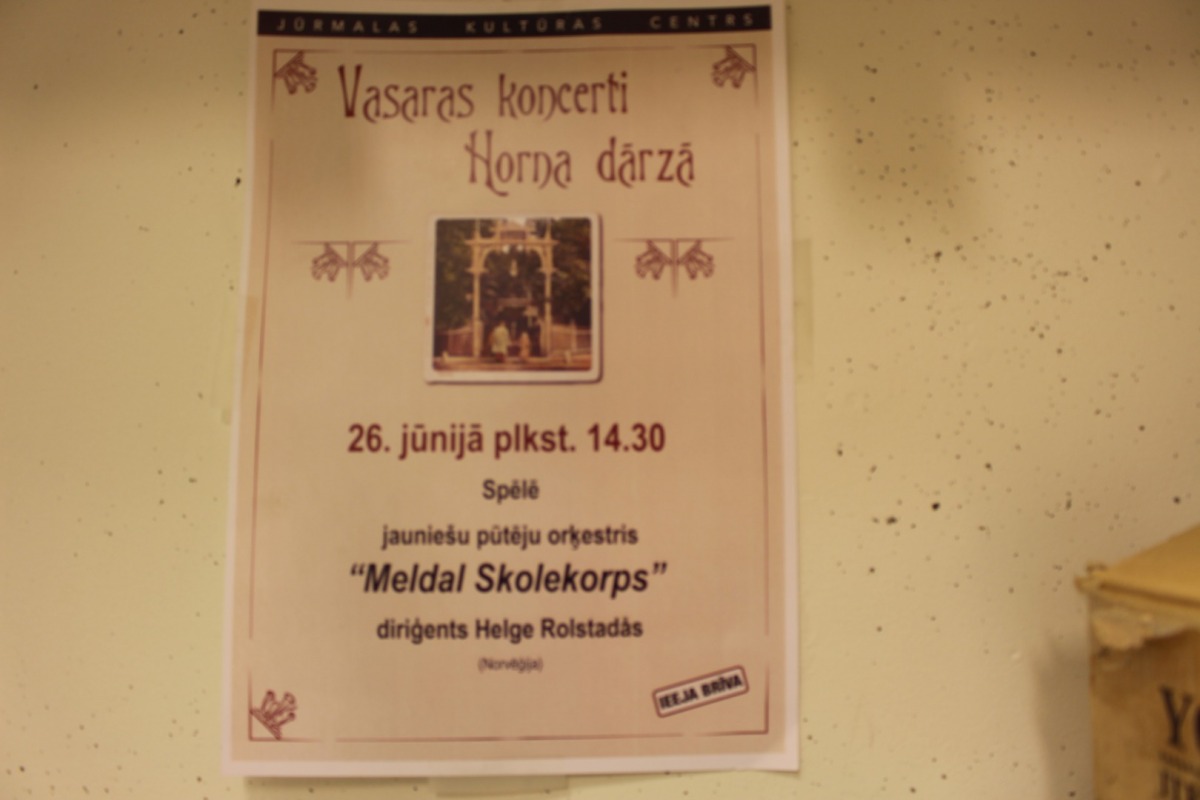 JŪRMALAS KULTŪRAS CENTRS
Vasaras koncerti
Horna dārzā
26. jūnijā plkst. 14.30
Spēlē
jauniešu pūtēju orķestris
“Meldal Skolekorps”
diriģents Helge Rolstadås
(Norvēģija)
IEEJA BRĪVA